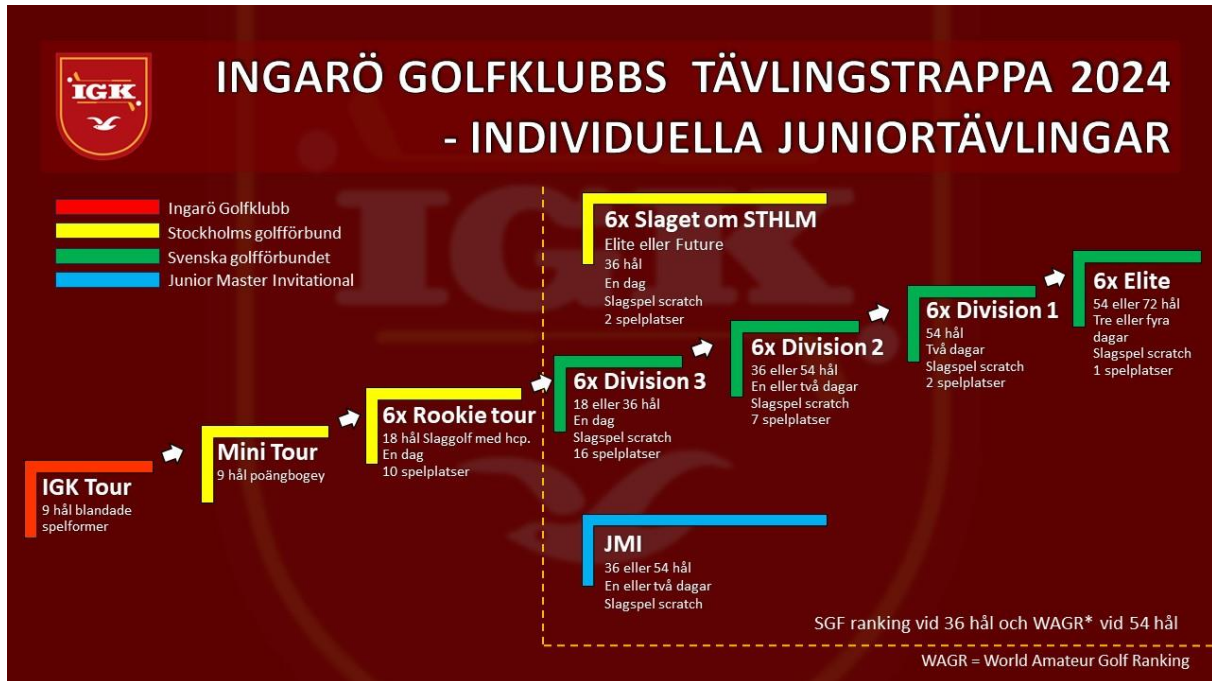 IGK
INGARÖ GOLFKLUBBS TÄVLINGSTRAPPA 2024
- INDIVIDUELLA JUNIORTÄVLINGAR
Ingarö Golfklubb
Stockholms golfförbund
Svenska golfförbundet
Junior Master Invitational
IGK Tour
9 hål blandade
spelformer
Mini Tour
9 hål poängbogey
6x Rookie tour
18 hål Slaggolf med hcp.
En dag
10 spelplatser
6x Slaget om STHLM
Elite eller Future
36 hål
En dag
Slagspel scratch
2 spelplatser
6x Division 3
18 eller 36 hål
En dag
Slagspel scratch
16 spelplatser
6x Division 2
36 eller 54 hål
En eller två dagar
Slagspel scratch
7 spelplatser
6x Division 1
54 hål
Två dagar
Slagspel scratch
2 spelplatser
6x Elite
54 eller 72 hål
Tre eller fyra
dagar
Slagspel scratch
1 spelplatser
JMI
36 eller 54 hål
En eller två dagar
Slagspel scratch
SGF ranking vid 36 hål och WAGR* vid 54 hål
WAGR = World Amateur Golf Ranking